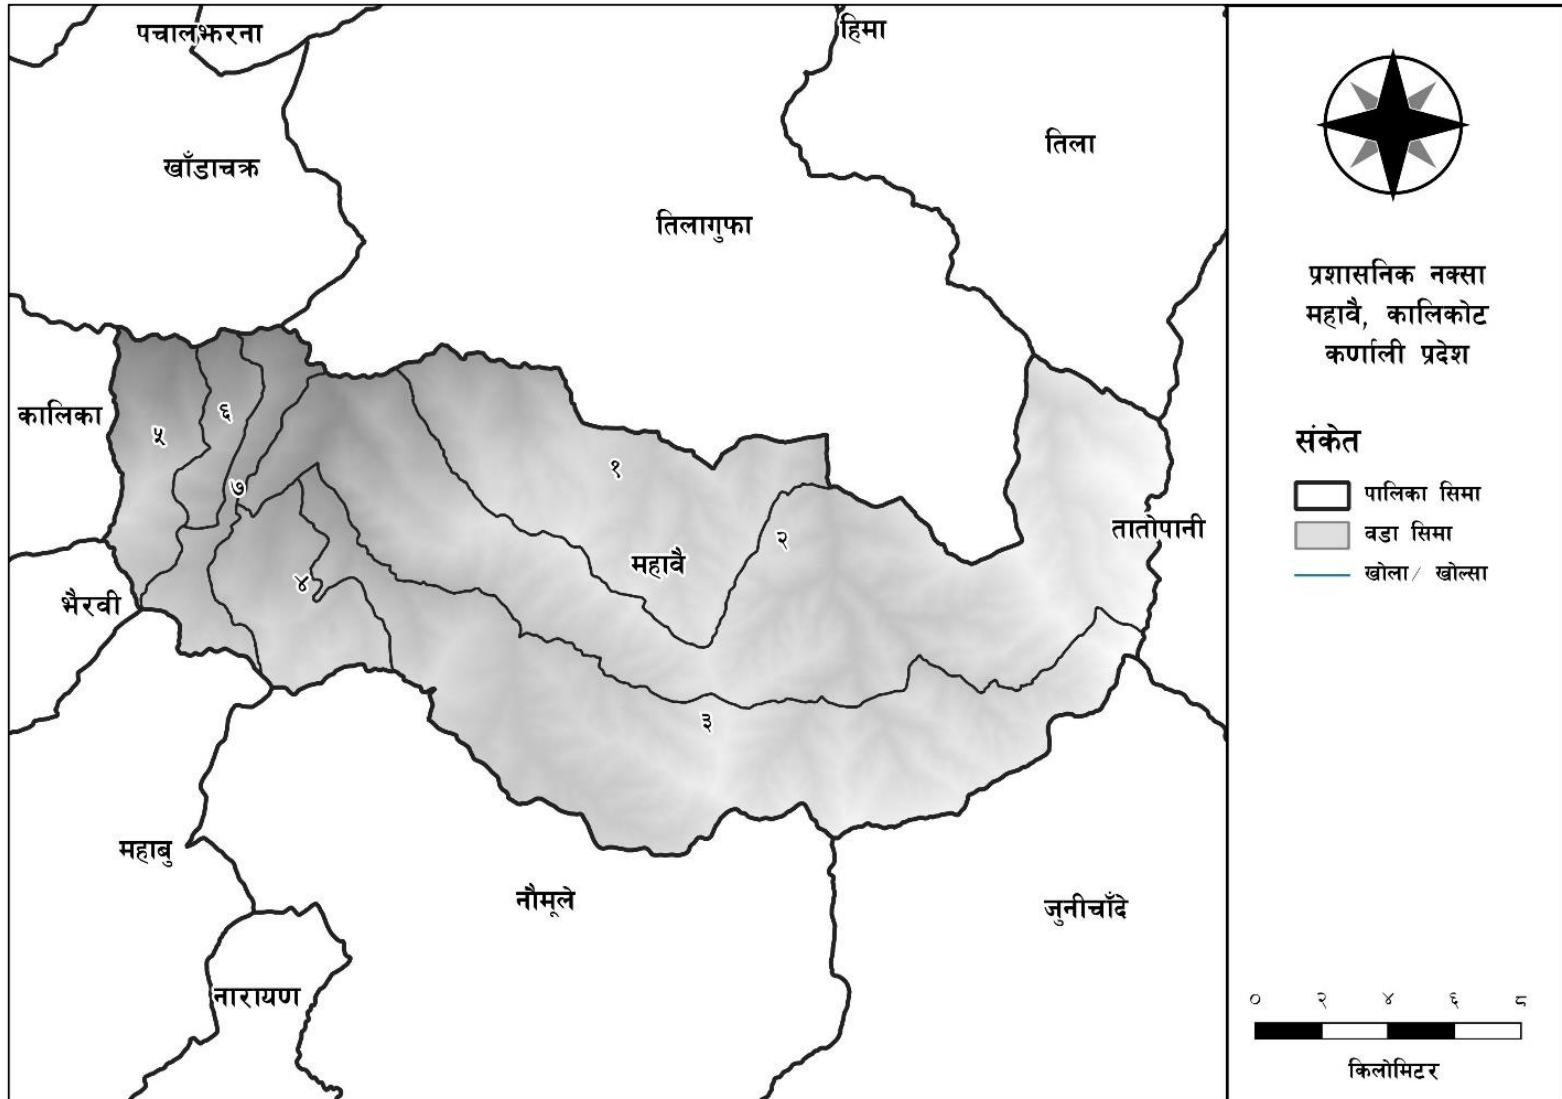 पचालझरना
हिमा
खाँडाचक्र
तिला
तिलागुफा
प्रशासनिक नक्सा
महावै, कालिकोट
कर्णाली प्रदेश
कालिका
५
६
७
१
२
महावै
४
३
तातोपानी
भैरवी
संकेत
पालिका सिमा
वडा सिमा
खोला/ खोल्सा
महाबु
नौमूले
जुनीचाँदे
नारायण
० २ ४ ६ ८
किलोमिटर